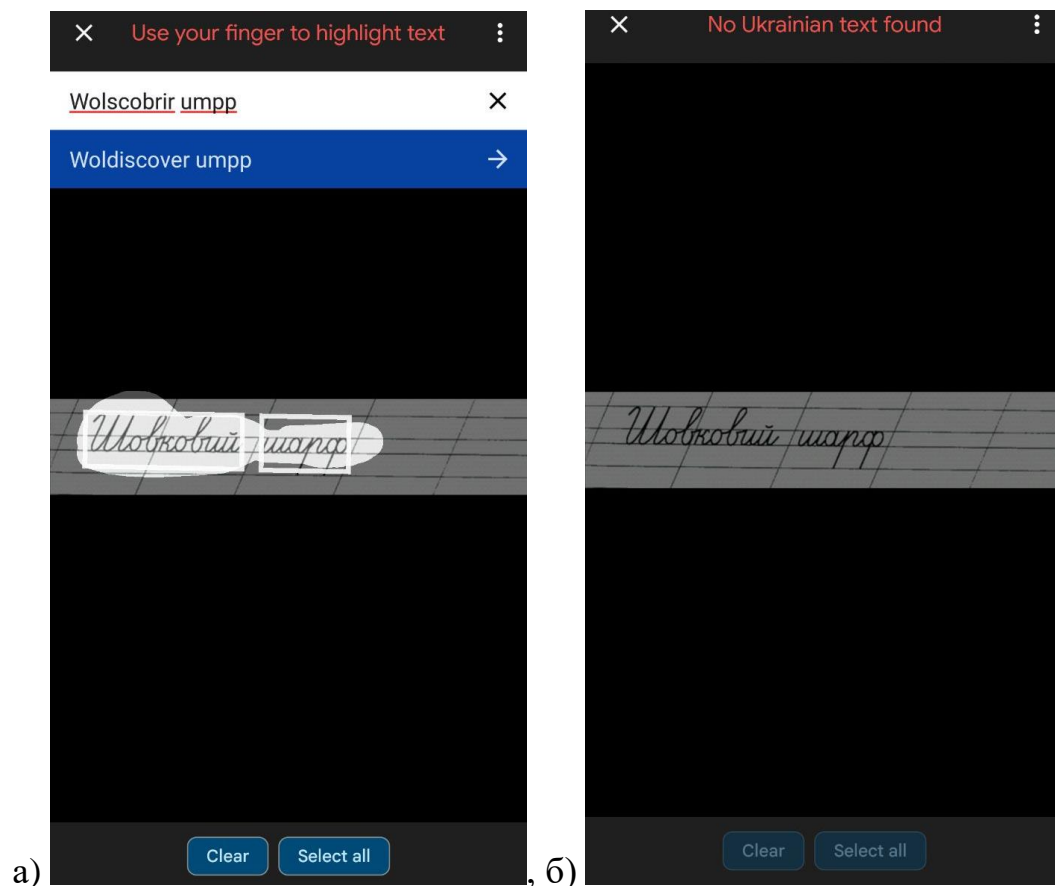 Use your finger to highlight text
Wolscobrir umpp
Woldiscover umpp
Шовковий шарф
Clear Select all
а)
No Ukrainian text found
Шовковий шарф
Clear Select all
, б)